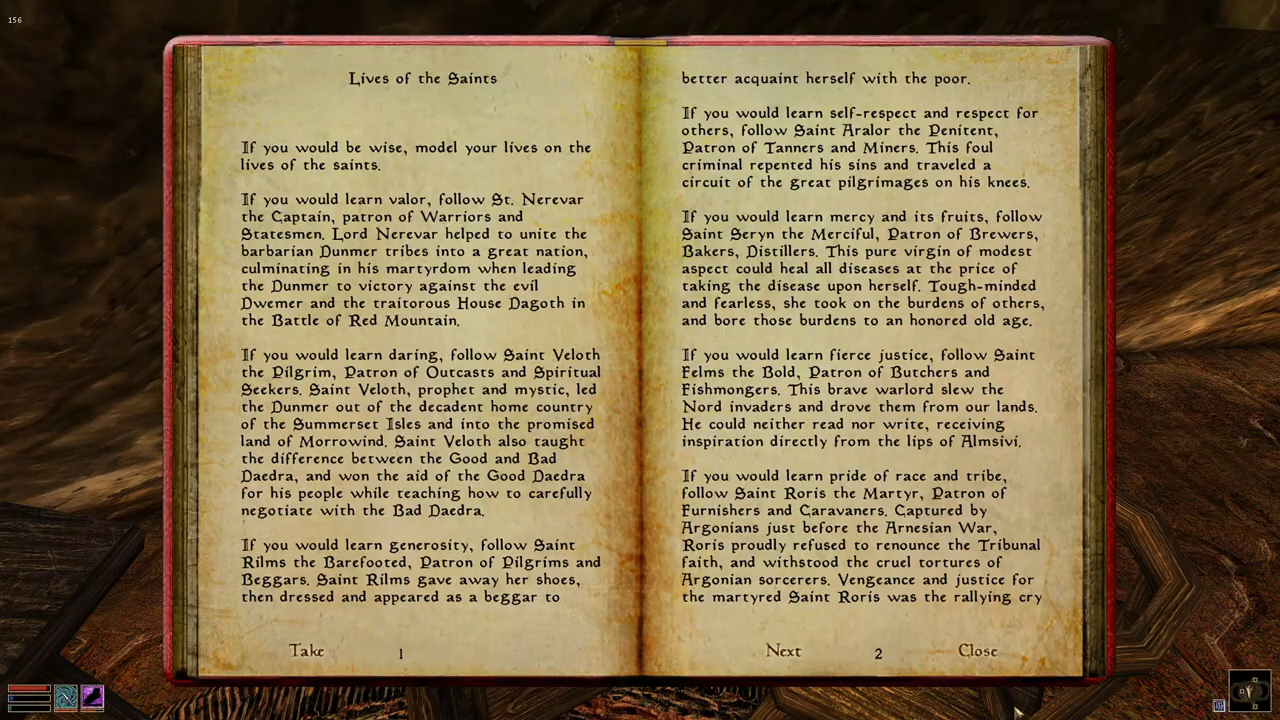 156
Lives of the Saints
If you would be wise, model your lives on the
lives of the saints.
If you would learn valor, follow St. Nerevar
the Captain, patron of Warriors and
Statesmen. Lord Nerevar helped to unite the
barbarian Dunmer tribes into a great nation,
culminating in his martyrdom when leading
the Dunmer to victory against the evil
Dwemer and the traitorous House Dagoth in
the Battle of Red Mountain.
If you would learn daring, follow Saint Veloth
the Pilgrim, Patron of Outcasts and Spiritual
Seekers. Saint Veloth, prophet and mystic, led
the Dunmer out of the decadent home country
of the Summerset Isles and into the promised
land of Morrowind. Saint Veloth also taught
the difference between the Good and Bad
Daedra, and won the aid of the Good Daedra
for his people while teaching how to carefully
negotiate with the Bad Daedra.
If you would learn generosity, follow Saint
Rilms the Barefooted, Patron of Pilgrims and
Beggars. Saint Rilms gave away her shoes,
then dressed and appeared as a beggar to
better acquaint herself with the poor.
If you would learn self-respect and respect for
others, follow Saint Aralor the Penitent,
Patron of Tanners and Miners. This foul
criminal repented his sins and traveled a
circuit of the great pilgrimages on his knees.
If you would learn mercy and its fruits, follow
Saint Seryn the Merciful, Patron of Brewers,
Bakers, Distillers. This pure virgin of modest
aspect could heal all diseases at the price of
taking the disease upon herself. Tough-minded
and fearless, she took on the burdens of others,
and bore those burdens to an honored old age.
If you would learn fierce justice, follow Saint
Felms the Bold, Patron of Butchers and
Fishmongers. This brave warlord slew the
Nord invaders and drove them from our lands.
He could neither read nor write, receiving
inspiration directly from the lips of Almsivi.
If you would learn pride of race and tribe,
follow Saint Roris the Martyr, Patron of
Furnishers and Caravaners. Captured by
Argonians just before the Arnesian War,
Roris proudly refused to renounce the Tribunal
faith, and withstood the cruel tortures of
Argonian sorcerers. Vengeance and justice for
the martyred Saint Roris was the rallying cry
Take 1 Next 2 Close